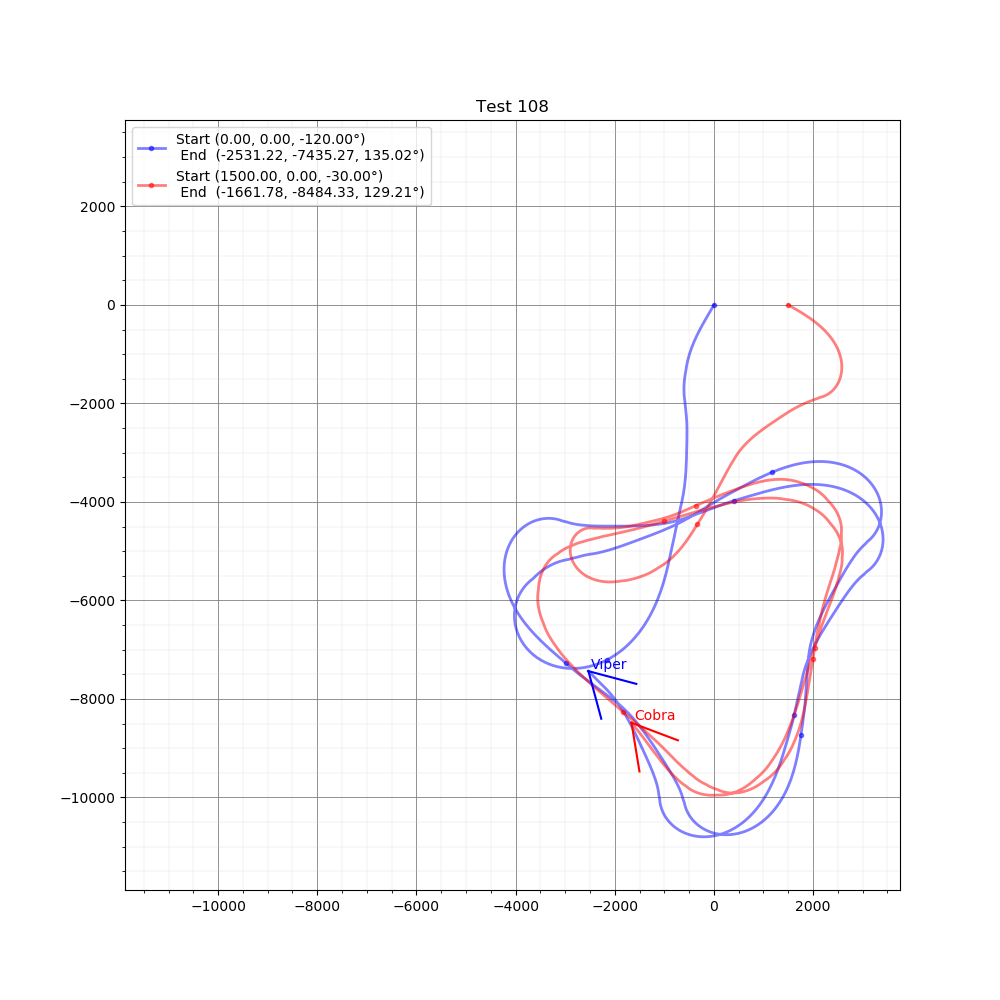 Test 108
Start (0.00, 0.00, -120.00°)
End  (-2531.22, -7435.27, 135.02°)
Start (1500.00, 0.00, -30.00°)
End  (-1661.78, -8484.33, 129.21°)
2000
0
−2000
−4000
−6000
−8000
−10000
Viper
Cobra
−10000
−8000
−6000
−4000
−2000
0
2000